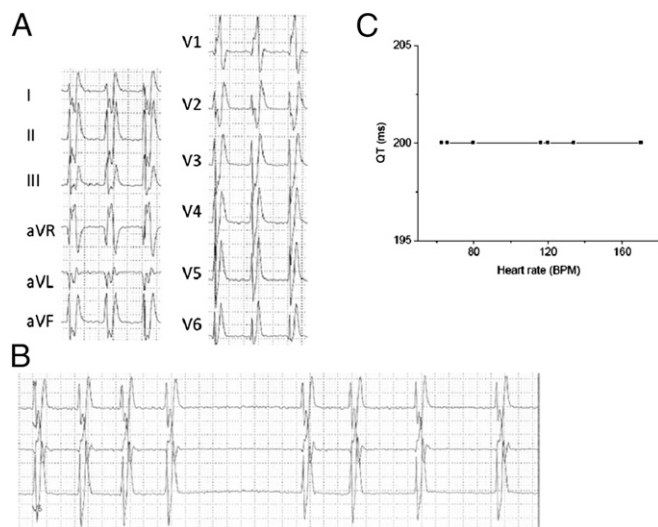 A
I
II
III
aVR
aVL
aVF
V1
V2
V3
V4
V5
V6
C
205
200
195
QT (ms)
80
120
160
Heart rate (BPM)
B
V5